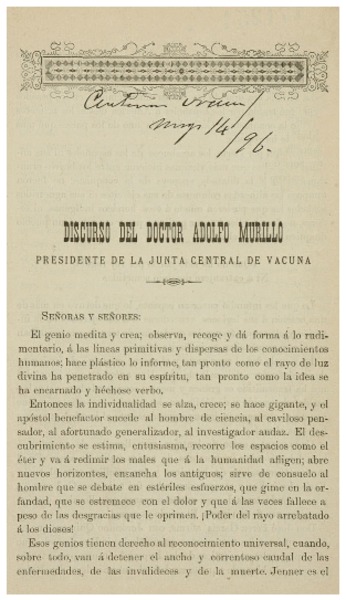 Centenario vacuna
mayo 14/96.
DISCURSO DEL DOCTOR ADOLFO MURILLO
PRESIDENTE DE LA JUNTA CENTRAL DE VACUNA
SEÑORAS Y SEÑORES:
El genio medita y crea; observa, recoge y dá forma á lo rudi-
mentario, á las líneas primitivas y dispersas de los conocimientos
humanos; hace plástico lo informe, tan pronto como el rayo de luz
divina ha penetrado en su espíritu, tan pronto como la idea se
ha encarnado y héchose verbo.
Entonces la individualidad se alza, crece; se hace gigante, y el
apóstol benefactor sucede al hombre de ciencia, al caviloso pen-
sador, al afortunado generalizador, al investigador audaz. El des-
cubrimiento se estima, entusiasma, recorre los espacios como el
éter y va á redimir los males que á la humanidad afligen; abre
nuevos horizontes, ensancha los antiguos; sirve de consuelo al
hombre que se debate en estériles esfuerzos, que gime en la or-
fandad, que se estremece con el dolor y que á las veces fallece a
peso de las desgracias que le oprimen. ¡Poder del rayo arrebatado
á los dioses!
Esos genios tienen derecho al reconocimiento universal, cuando,
sobre todo, van á detener el ancho y correntoso caudal de las
enfermedades, de las invalideces y de la muerte. Jenner es el